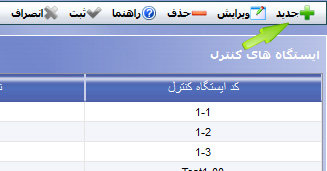 جدید ویرایش حذف راهنما ثبت انصراف
ایستگاه های کنترل
کد ایستگاه کنترل
1-1
1-2
1-3